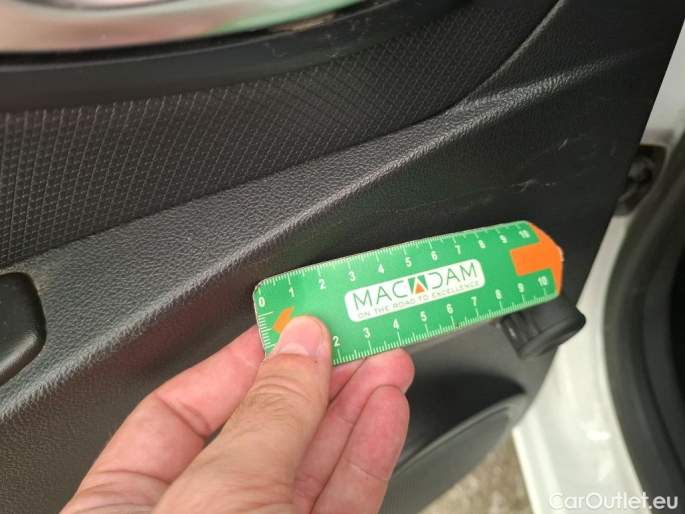 0 1 2 3 4 5 6 7 8 9 10
MACADAM
ON THE ROAD TO EXCELLENCE
2 3 4 5 6 7 8 9 10
CarOutlet.eu